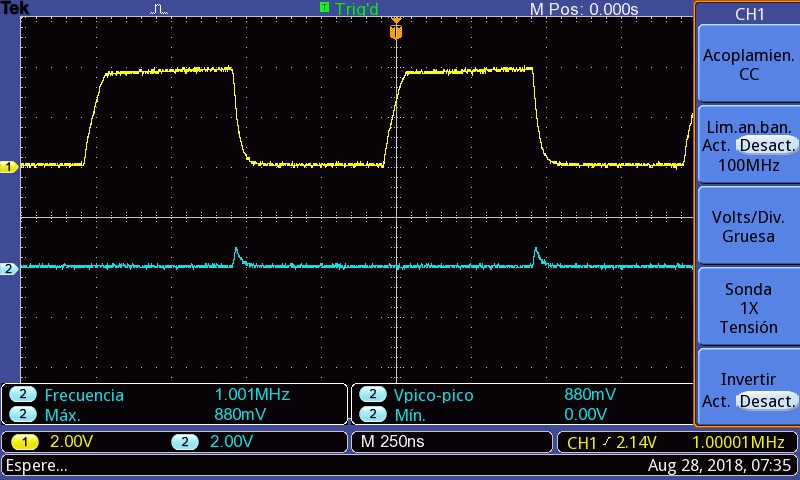 Tek
T Trig'd
M Pos: 0.000s
CH1
T
Acoplamien.
CC
Lim.an.ban.
Act. Desact.
100MHz
1
Volts/Div.
Gruesa
2
Sonda
1X
Tensión
Invertir
Act. Desact.
2 Frecuencia 1.001MHz
2 Máx. 880mV
2 Vpico-pico 880mV
2 Mín. 0.00V
1 2.00V 2 2.00V M 250ns CH1 2.14V 1.00001MHz
Espere... Aug 28, 2018, 07:35